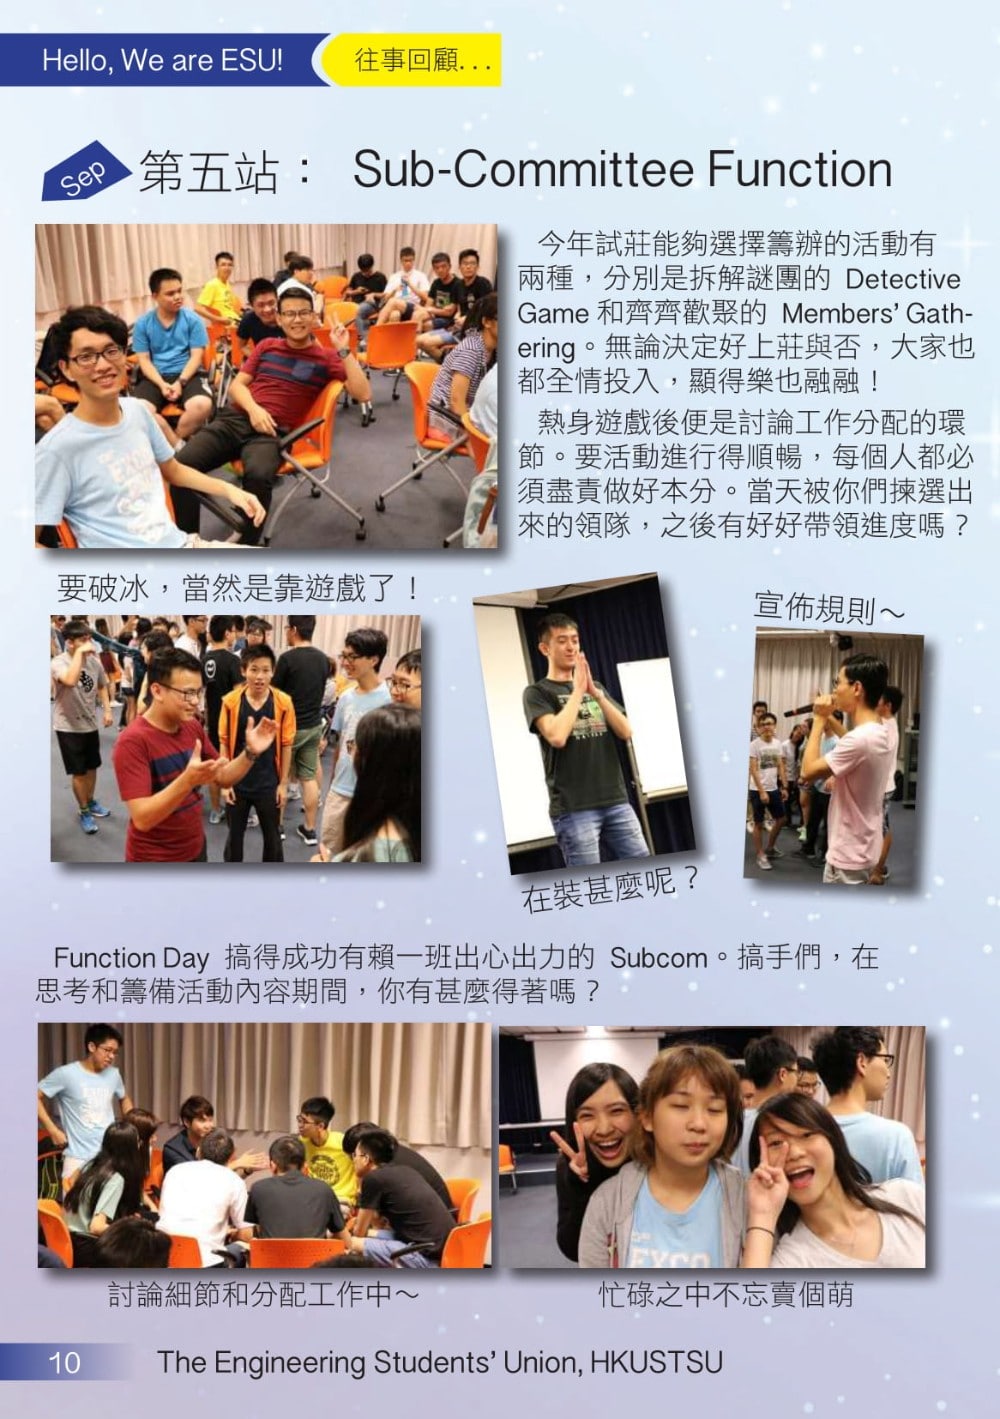 Hello, We are ESU!
往事回顧...
Sep
第五站： Sub-Committee Function
今年試莊能夠選擇籌辦的活動有
兩種，分別是拆解謎團的 Detective
Game 和齊齊歡聚的 Members’ Gath-
ering。無論決定好上莊與否，大家也
都全情投入，顯得樂也融融！
熱身遊戲後便是討論工作分配的環
節。要活動進行得順暢，每個人都必
須盡責做好本分。當天被你們揀選出
來的領隊，之後有好好帶領進度嗎？
要破冰，當然是靠遊戲了！
宣佈規則～
在裝甚麼呢？
Function Day 搞得成功有賴一班出心出力的 Subcom。搞手們，在
思考和籌備活動內容期間，你有甚麼得著嗎？
EXCO
討論細節和分配工作中～
忙碌之中不忘賣個萌
10
The Engineering Students’ Union, HKUSTSU